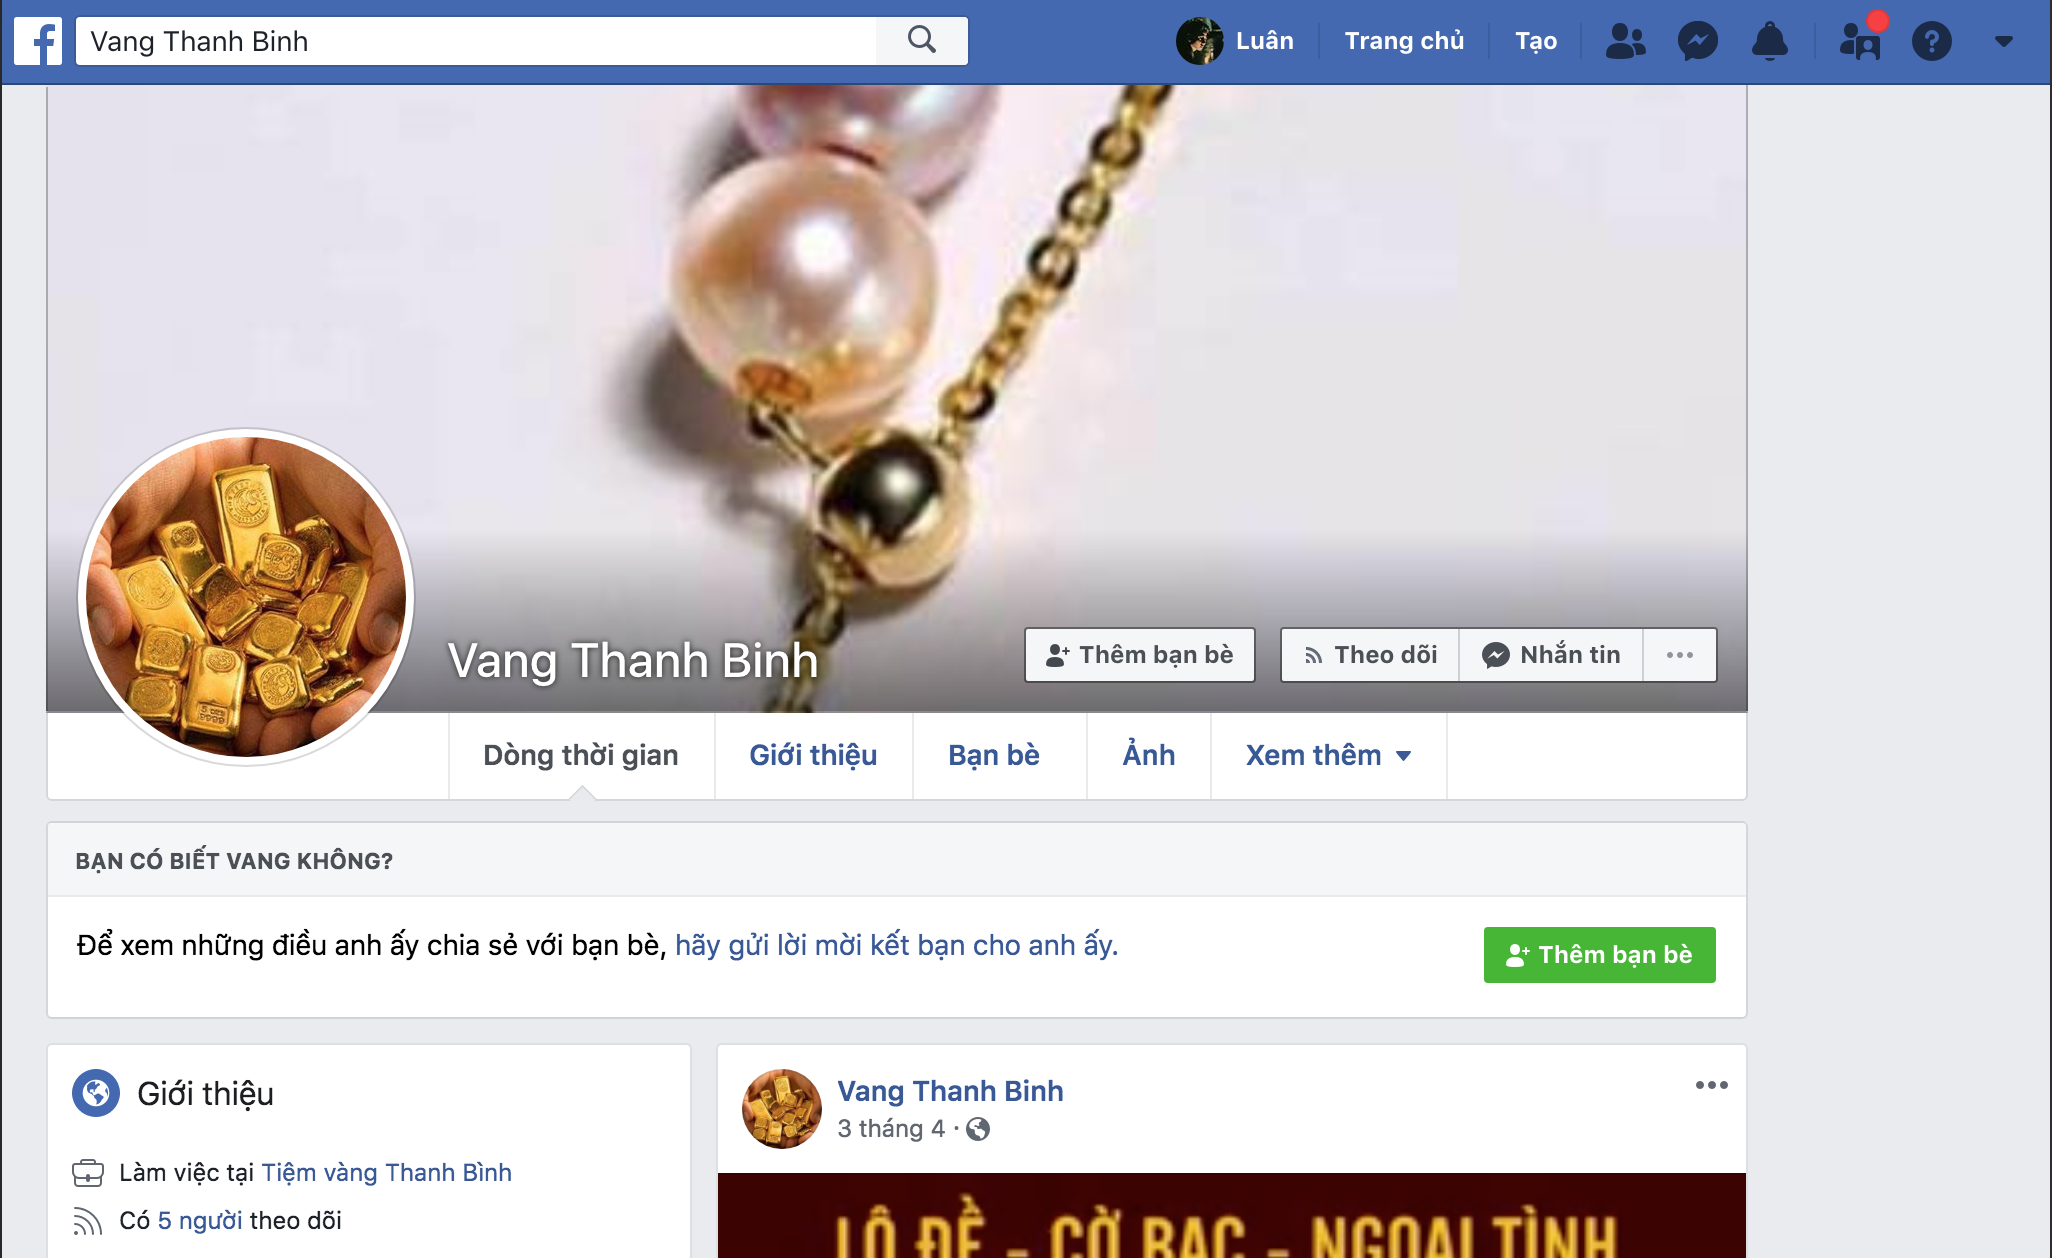 Vang Thanh Binh
Luân
Trang chủ
Tạo
Vang Thanh Binh
Thêm bạn bè
Theo dõi
Nhắn tin
Dòng thời gian
Giới thiệu
Bạn bè
Ảnh
Xem thêm
BẠN CÓ BIẾT VANG KHÔNG?
Để xem những điều anh ấy chia sẻ với bạn bè, hãy gửi lời mời kết bạn cho anh ấy.
Thêm bạn bè
Giới thiệu
Làm việc tại Tiệm vàng Thanh Bình
Có 5 người theo dõi
Vang Thanh Binh
3 tháng 4 ·
LÔ ĐỀ - CỜ BẠC - NGOẠI TÌNH